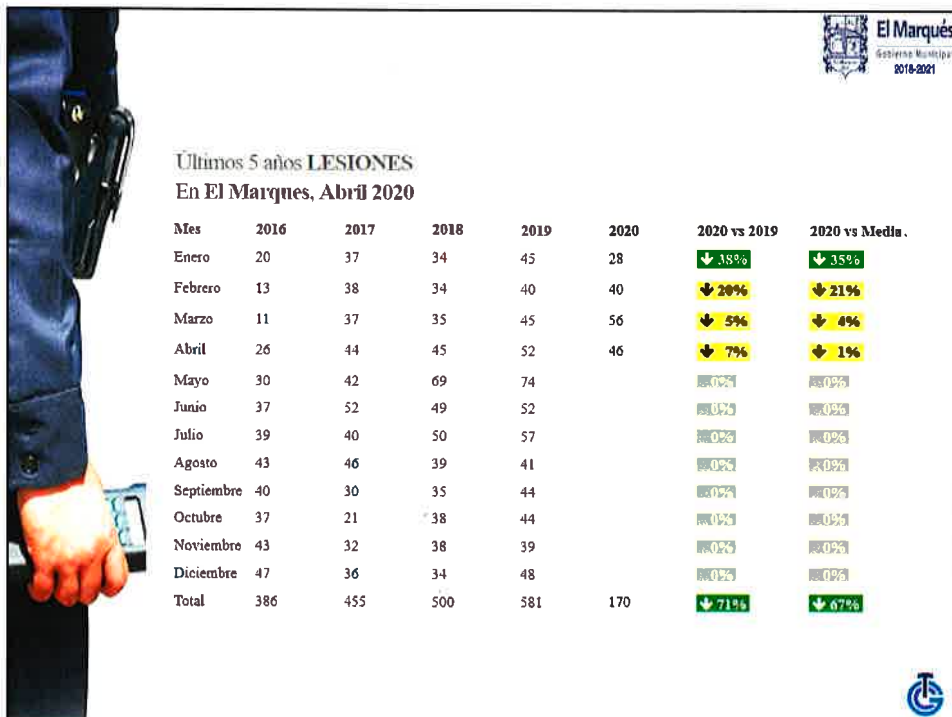 El Marqués
Gobierno Municipal
2018-2021
Últimos 5 años LESIONES
En El Marques, Abril 2020
Mes 2016 2017 2018 2019 2020 2020 vs 2019 2020 vs Media.
Enero 20 37 34 45 28 38% 35%
Febrero 13 38 34 40 40 20% 21%
Marzo 11 37 35 45 56 5% 4%
Abril 26 44 45 52 46 7% 1%
Mayo 30 42 69 74 0% 0%
Junio 37 52 49 52 0% 0%
Julio 39 40 50 57 0% 0%
Agosto 43 46 39 41 0% 0%
Septiembre 40 30 35 44 0% 0%
Octubre 37 21 38 44 0% 0%
Noviembre 43 32 38 39 0% 0%
Diciembre 47 36 34 48 0% 0%
Total 386 455 500 581 170 71% 67%